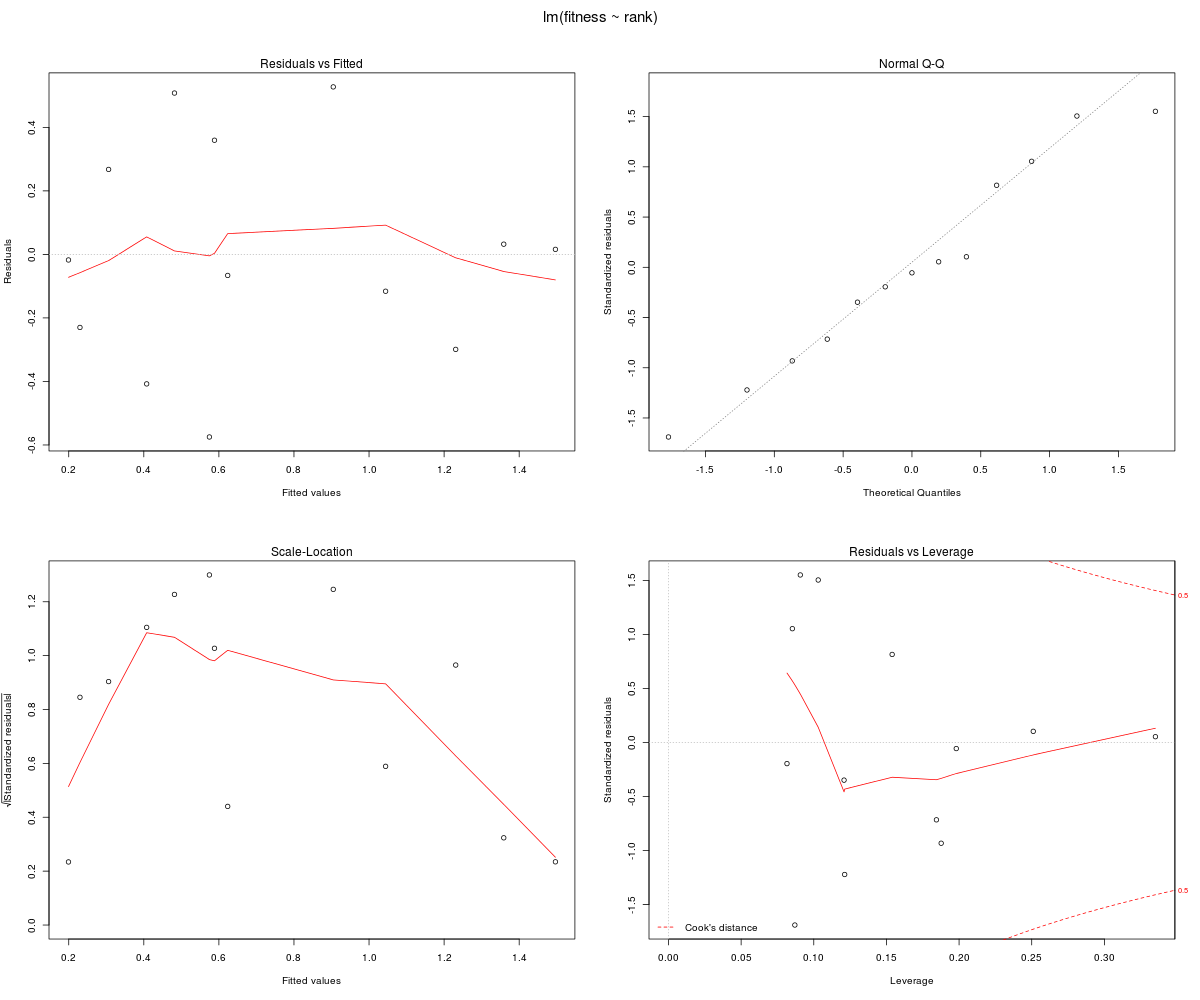 lm(fitness ~ rank)
Residuals vs Fitted
Residuals
0.4
0.2
0.0
-0.2
-0.4
-0.6
0.2 0.4 0.6 0.8 1.0 1.2 1.4
Fitted values
Normal Q-Q
Standardized residuals
1.5
1.0
0.5
0.0
-0.5
-1.0
-1.5
-1.5 -1.0 -0.5 0.0 0.5 1.0 1.5
Theoretical Quantiles
Scale-Location
√|Standardized residuals|
1.2
1.0
0.8
0.6
0.4
0.2
0.0
0.2 0.4 0.6 0.8 1.0 1.2 1.4
Fitted values
Residuals vs Leverage
Standardized residuals
1.5
1.0
0.5
0.0
-0.5
-1.0
-1.5
0.5
0.5
Cook's distance
0.00 0.05 0.10 0.15 0.20 0.25 0.30
Leverage